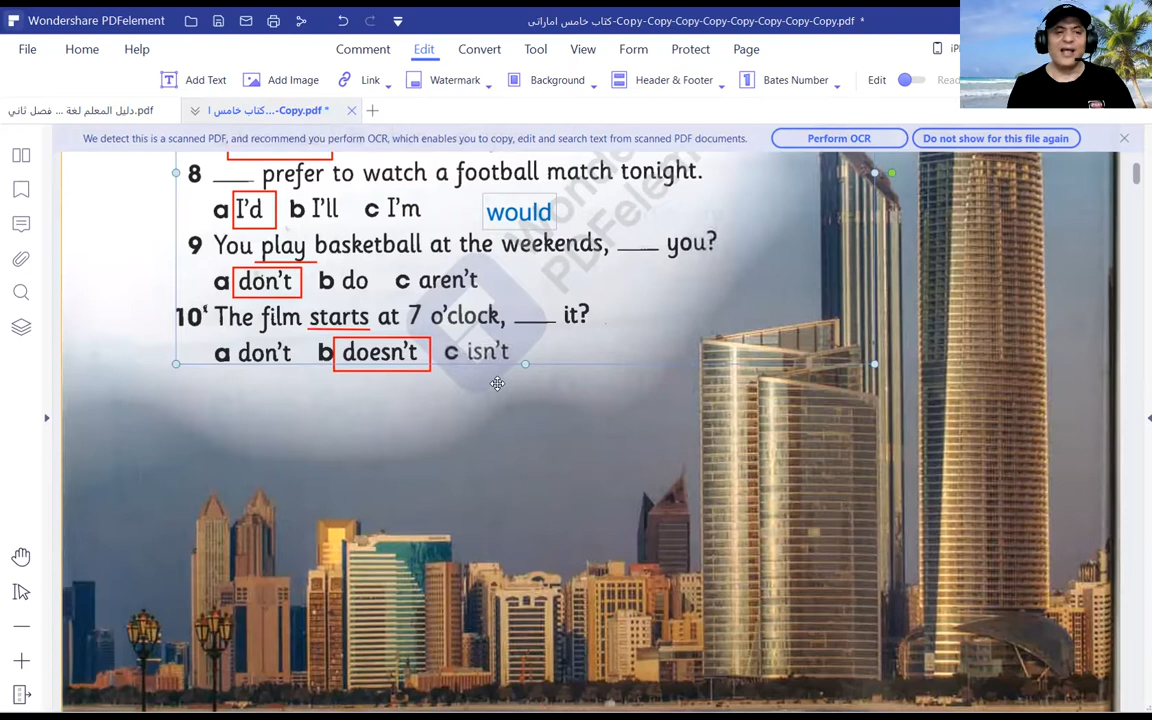 Wondershare PDFelement
كتاب خامس اماراتى-Copy-Copy-Copy-Copy-Copy-Copy-Copy.pdf *
File Home Help Comment Edit Convert Tool View Form Protect Page
Add Text Add Image Link Watermark Background Header & Footer Bates Number Edit
دليل المعلم لغة ... فصل ثاني.pdf
كتاب خامس ا...-Copy.pdf *
We detect this is a scanned PDF, and recommend you perform OCR, which enables you to copy, edit and search text from scanned PDF documents. Perform OCR Do not show for this file again
8 ____ prefer to watch a football match tonight.
a I'd b I'll c I'm would
9 You play basketball at the weekends, ____ you?
a don't b do c aren't
10 The film starts at 7 o'clock, ____ it?
a don't b doesn't c isn't